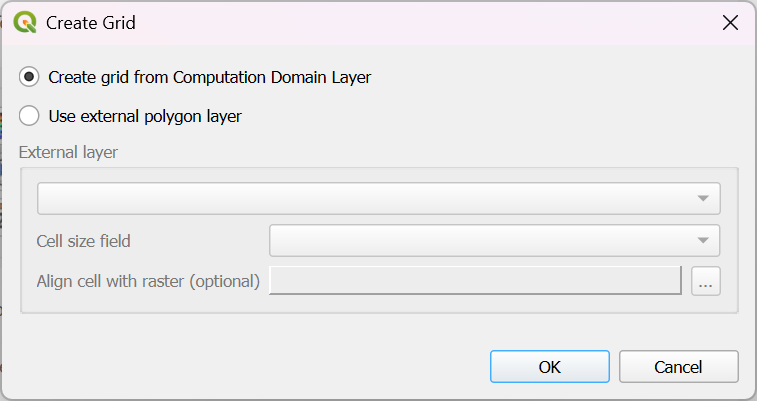 Create Grid
Create grid from Computation Domain Layer
Use external polygon layer
External layer
Cell size field
Align cell with raster (optional)
...
OK Cancel